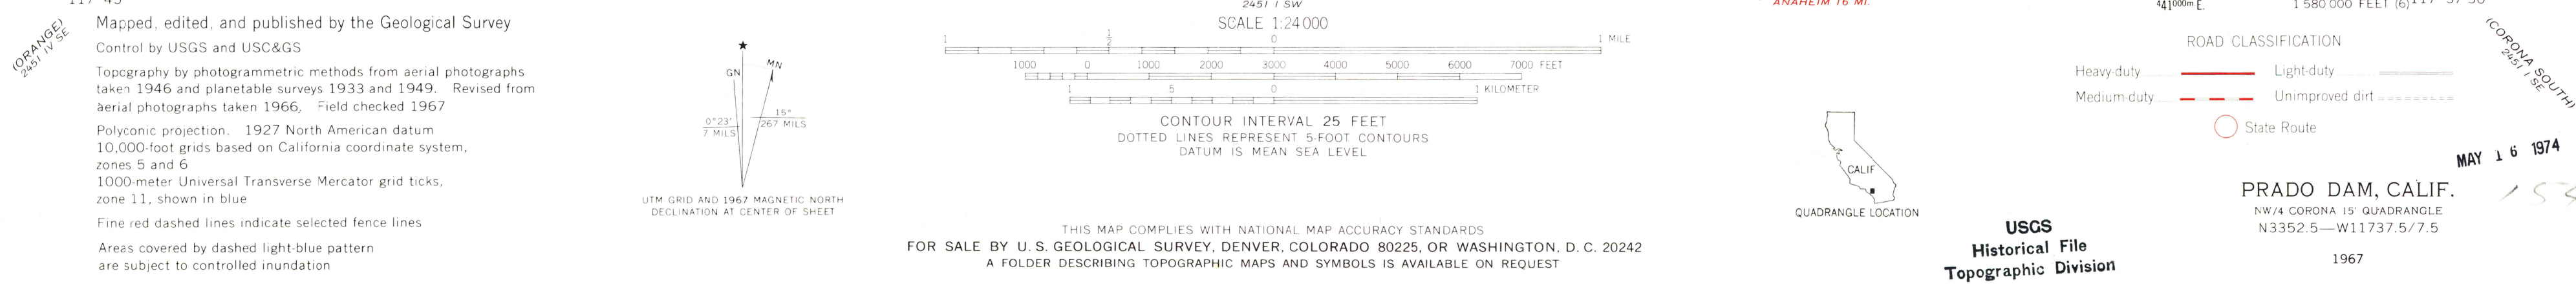 (ORANGE)
2451 IV SE
Mapped, edited, and published by the Geological Survey
Control by USGS and USC&GS
Topography by photogrammetric methods from aerial photographs
taken 1946 and planetable surveys 1933 and 1949. Revised from
aerial photographs taken 1966. Field checked 1967
Polyconic projection. 1927 North American datum
10,000-foot grids based on California coordinate system,
zones 5 and 6
1000-meter Universal Transverse Mercator grid ticks,
zone 11, shown in blue
Fine red dashed lines indicate selected fence lines
Areas covered by dashed light-blue pattern
are subject to controlled inundation
★
GN
MN
0°23'
7 MILS
15°
267 MILS
UTM GRID AND 1967 MAGNETIC NORTH
DECLINATION AT CENTER OF SHEET
2451 I SW
SCALE 1:24 000
1 ½ 0 1 MILE
1000 0 1000 2000 3000 4000 5000 6000 7000 FEET
1 .5 0 1 KILOMETER
CONTOUR INTERVAL 25 FEET
DOTTED LINES REPRESENT 5-FOOT CONTOURS
DATUM IS MEAN SEA LEVEL
THIS MAP COMPLIES WITH NATIONAL MAP ACCURACY STANDARDS
FOR SALE BY U. S. GEOLOGICAL SURVEY, DENVER, COLORADO 80225, OR WASHINGTON, D. C. 20242
A FOLDER DESCRIBING TOPOGRAPHIC MAPS AND SYMBOLS IS AVAILABLE ON REQUEST
ANAHEIM 16 MI.
441000m E.
1 580 000 FEET (6)
CALIF
QUADRANGLE LOCATION
ROAD CLASSIFICATION
Heavy-duty Light-duty
Medium-duty Unimproved dirt
State Route
(CORONA SOUTH)
2451 I SE
MAY 16 1974
PRADO DAM, CALIF.
NW/4 CORONA 15' QUADRANGLE
N3352.5—W11737.5/7.5
1967
USGS
Historical File
Topographic Division